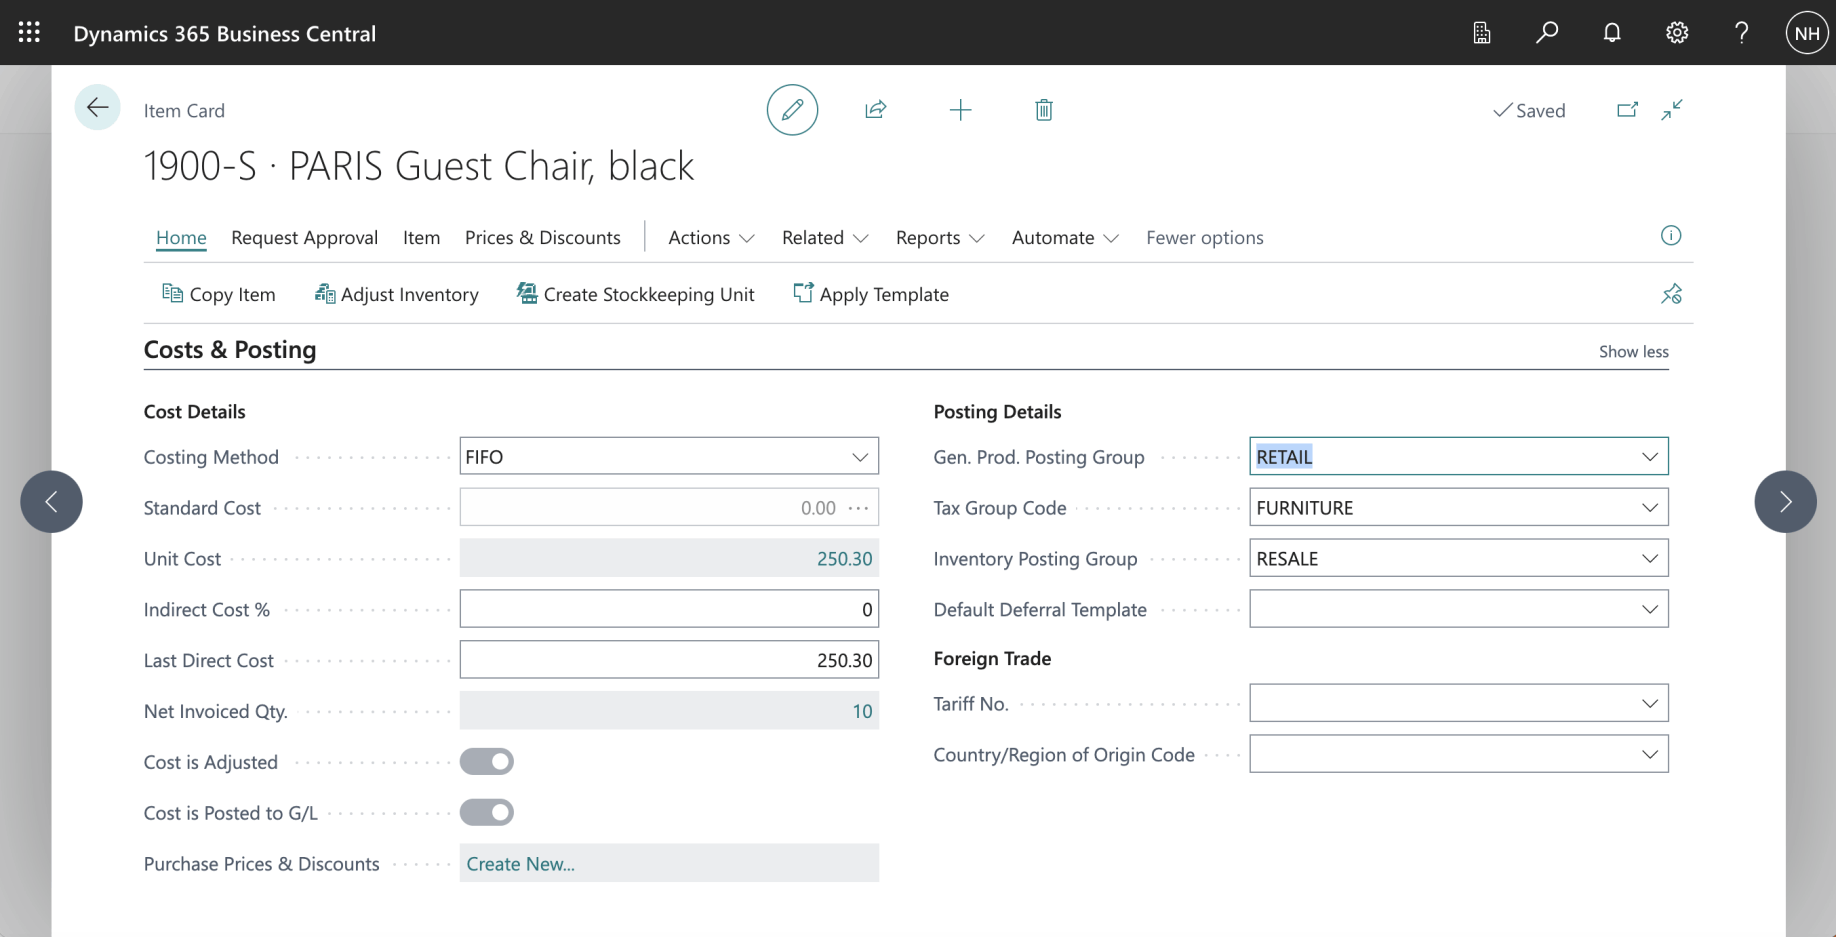 Dynamics 365 Business Central
NH
Item Card
Saved
1900-S · PARIS Guest Chair, black
Home Request Approval Item Prices & Discounts Actions Related Reports Automate Fewer options
Copy Item Adjust Inventory Create Stockkeeping Unit Apply Template
Costs & Posting
Show less
Cost Details
Costing Method FIFO
Standard Cost 0.00 ···
Unit Cost 250.30
Indirect Cost % 0
Last Direct Cost 250.30
Net Invoiced Qty. 10
Cost is Adjusted
Cost is Posted to G/L
Purchase Prices & Discounts Create New...
Posting Details
Gen. Prod. Posting Group RETAIL
Tax Group Code FURNITURE
Inventory Posting Group RESALE
Default Deferral Template
Foreign Trade
Tariff No.
Country/Region of Origin Code